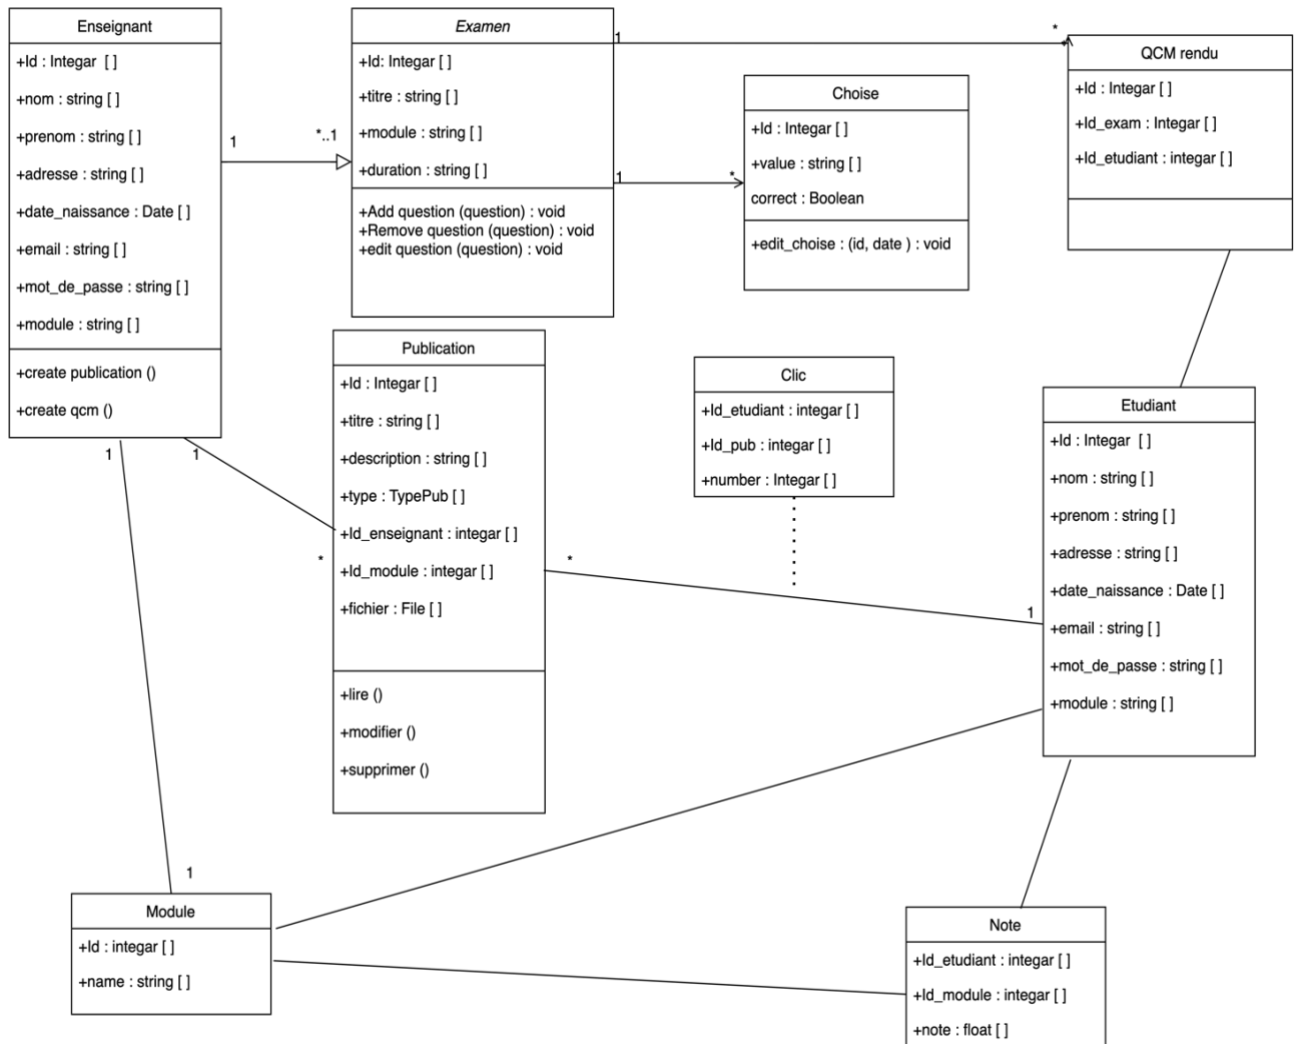 Enseignant
+Id : Integar [ ]
+nom : string [ ]
+prenom : string [ ]
+adresse : string [ ]
+date_naissance : Date [ ]
+email : string [ ]
+mot_de_passe : string [ ]
+module : string [ ]
+create publication ()
+create qcm ()
1
*..1
Examen
+Id: Integar [ ]
+titre : string [ ]
+module : string [ ]
+duration : string [ ]
+Add question (question) : void
+Remove question (question) : void
+edit question (question) : void
1
*
1
*
Choise
+Id : Integar [ ]
+value : string [ ]
correct : Boolean
+edit_choise : (id, date ) : void
QCM rendu
+Id : Integar [ ]
+Id_exam : Integar [ ]
+Id_etudiant : integar [ ]
1
1
*
Publication
+Id : Integar [ ]
+titre : string [ ]
+description : string [ ]
+type : TypePub [ ]
+Id_enseignant : integar [ ]
+Id_module : integar [ ]
+fichier : File [ ]
+lire ()
+modifier ()
+supprimer ()
*
1
Clic
+Id_etudiant : integar [ ]
+Id_pub : integar [ ]
+number : Integar [ ]
Etudiant
+Id : Integar [ ]
+nom : string [ ]
+prenom : string [ ]
+adresse : string [ ]
+date_naissance : Date [ ]
+email : string [ ]
+mot_de_passe : string [ ]
+module : string [ ]
1
Module
+Id : integar [ ]
+name : string [ ]
Note
+Id_etudiant : integar [ ]
+Id_module : integar [ ]
+note : float [ ]